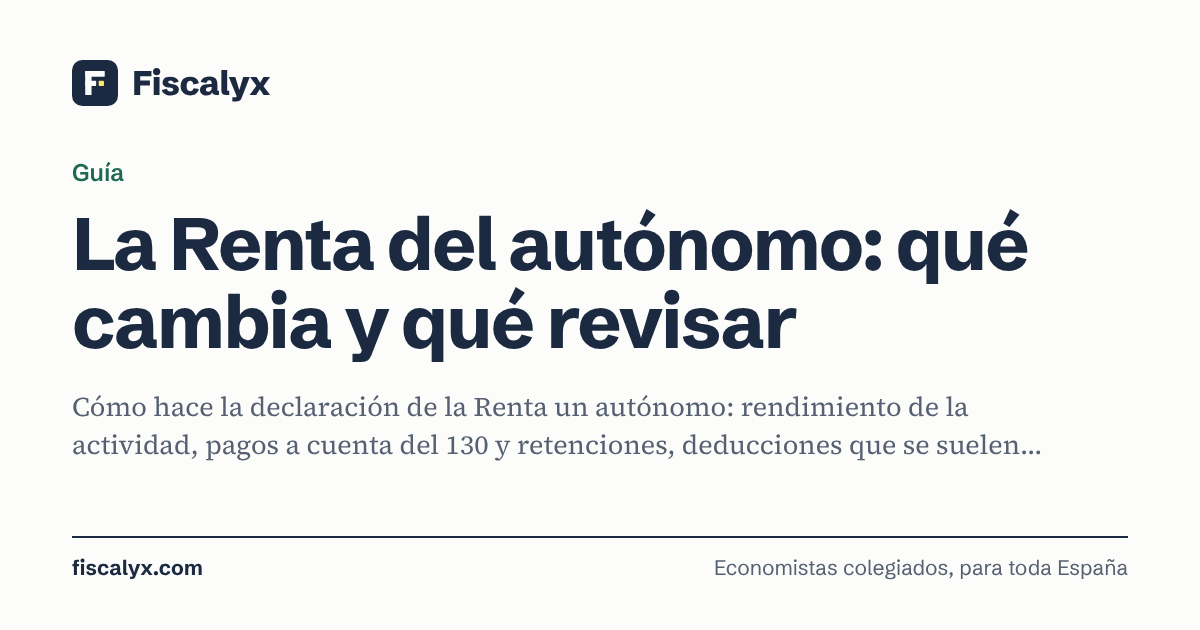 Fiscalyx
Guía
La Renta del autónomo: qué
cambia y qué revisar
Cómo hace la declaración de la Renta un autónomo: rendimiento de la
actividad, pagos a cuenta del 130 y retenciones, deducciones que se suelen...
fiscalyx.com
Economistas colegiados, para toda España